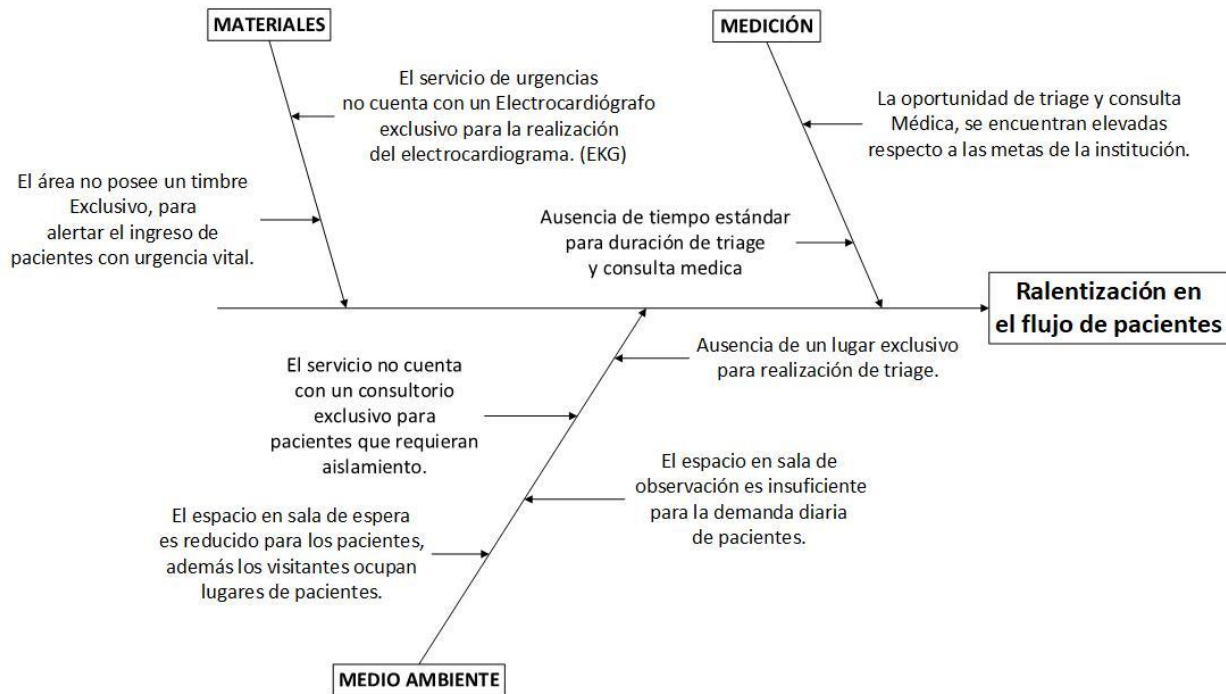 MATERIALES
MEDICIÓN
El servicio de urgencias
no cuenta con un Electrocardiógrafo
exclusivo para la realización
del electrocardiograma. (EKG)
La oportunidad de triage y consulta
Médica, se encuentran elevadas
respecto a las metas de la institución.
El área no posee un timbre
Exclusivo, para
alertar el ingreso de
pacientes con urgencia vital.
Ausencia de tiempo estándar
para duración de triage
y consulta medica
Ralentización en
el flujo de pacientes
Ausencia de un lugar exclusivo
para realización de triage.
El servicio no cuenta
con un consultorio
exclusivo para
pacientes que requieran
aislamiento.
El espacio en sala de
observación es insuficiente
para la demanda diaria
de pacientes.
El espacio en sala de espera
es reducido para los pacientes,
además los visitantes ocupan
lugares de pacientes.
MEDIO AMBIENTE